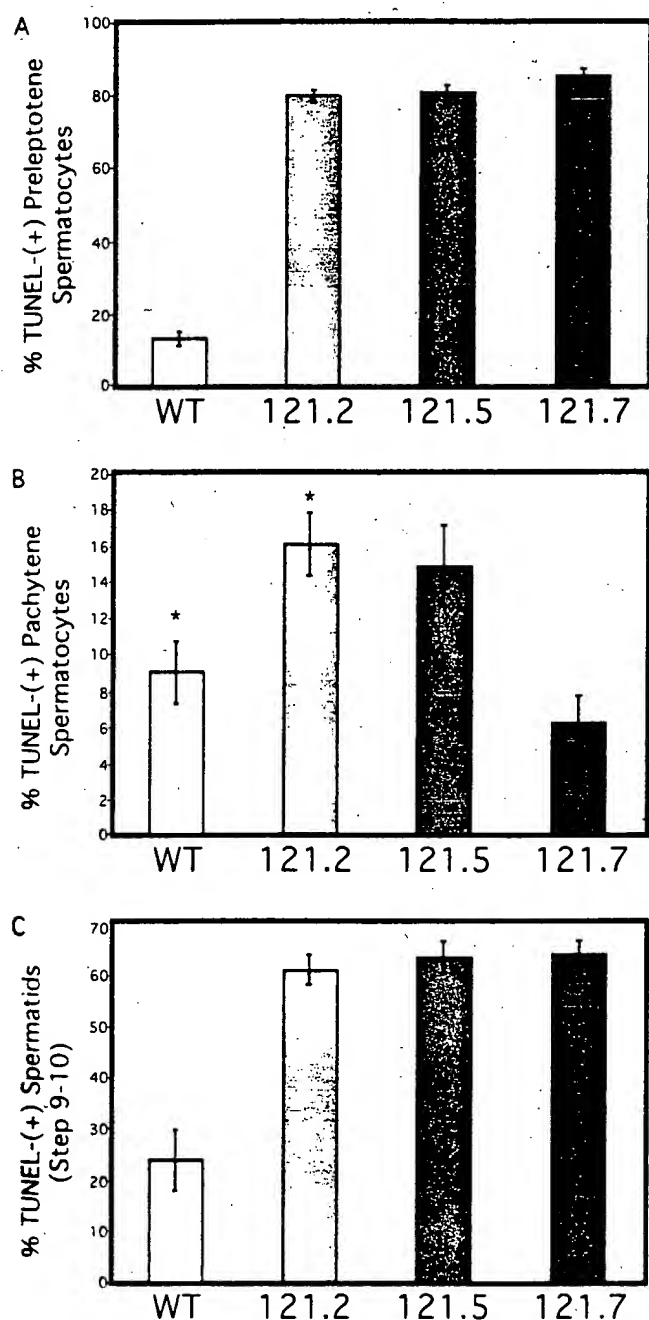 A
% TUNEL-(+) Preleptotene
Spermatocytes
100
80
60
40
20
0
WT 121.2 121.5 121.7
B
% TUNEL-(+) Pachytene
Spermatocytes
20
18
16
14
12
10
8
6
4
2
0
* *
WT 121.2 121.5 121.7
C
% TUNEL-(+) Spermatids
(Step 9-10)
70
60
50
40
30
20
10
0
WT 121.2 121.5 121.7